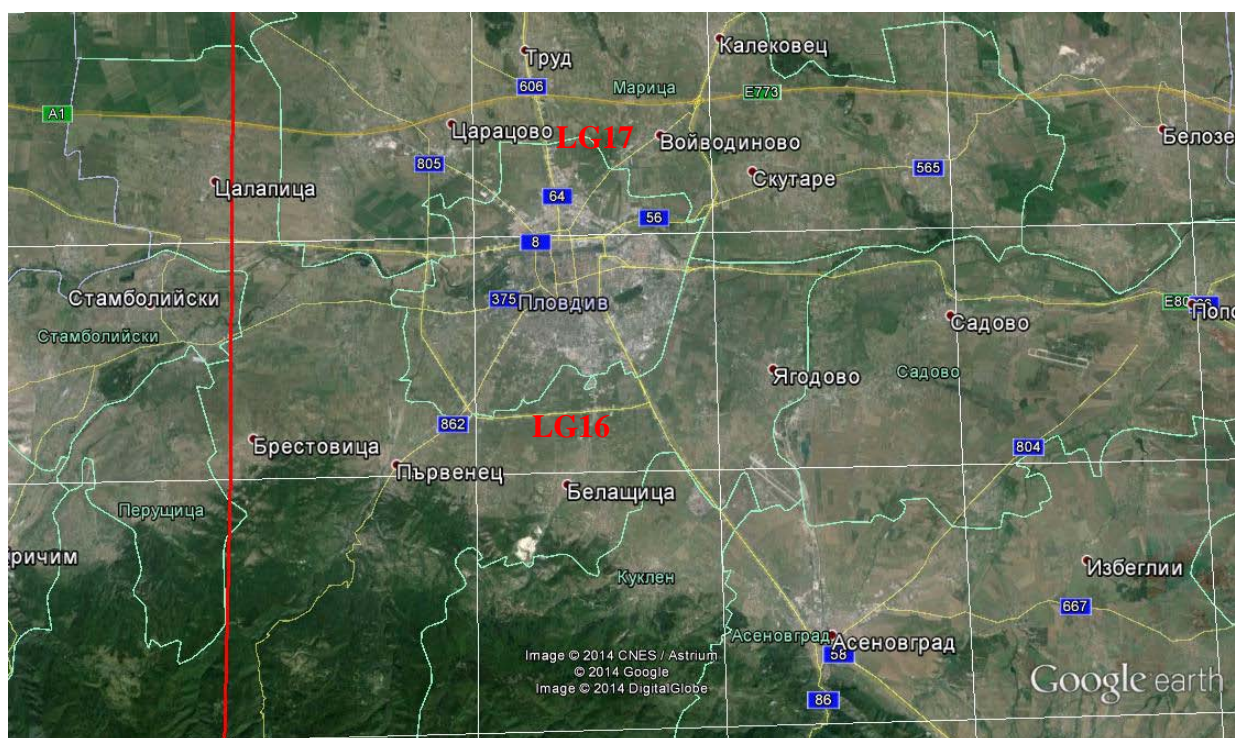 Калековец
Труд
606
Марица
E773
A1
Царацово
LG17
Войводиново
Белозе
805
Скутаре
565
Цалапица
64
56
8
Стамболийски
375
Пловдив
Садово
Попо
Стамболийски
Ягодово
Садово
862
LG16
Брестовица
804
Първенец
Белащица
Перущица
ричим
Куклен
Избеглии
667
Асеновград
Асеновград
58
Image © 2014 CNES / Astrium
© 2014 Google
Image © 2014 DigitalGlobe
86
Google earth